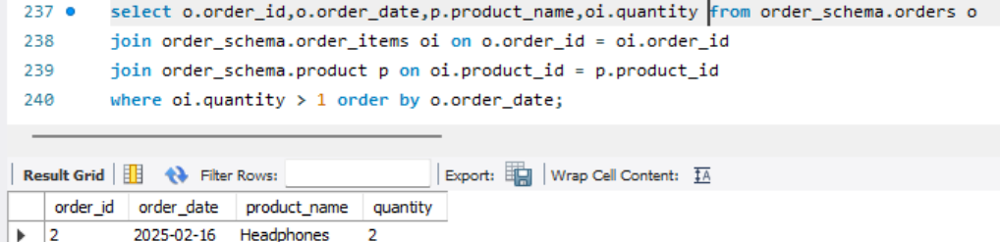 237 select o.order_id,o.order_date,p.product_name,oi.quantity from order_schema.orders o
238 join order_schema.order_items oi on o.order_id = oi.order_id
239 join order_schema.product p on oi.product_id = p.product_id
240 where oi.quantity > 1 order by o.order_date;
Result Grid Filter Rows: Export: Wrap Cell Content: IA
order_id order_date product_name quantity
2 2025-02-16 Headphones 2